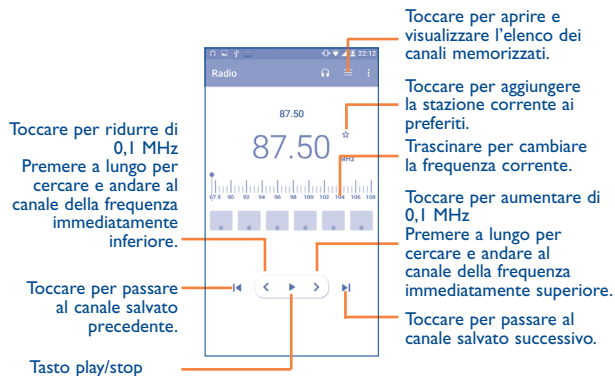 Toccare per aprire e
visualizzare l'elenco dei
canali memorizzati.
22:12
Radio
87.50
Toccare per aggiungere
la stazione corrente ai
preferiti.
87.50
MHz
Trascinare per cambiare
la frequenza corrente.
87.5 90 92 94 96 98 100 102 104 106 108
Toccare per ridurre di
0,1 MHz
Premere a lungo per
cercare e andare al
canale della frequenza
immediatamente
inferiore.
Toccare per aumentare di
0,1 MHz
Premere a lungo per
cercare e andare al
canale della frequenza
immediatamente superiore.
Toccare per passare
al canale salvato
precedente.
Toccare per passare al
canale salvato successivo.
Tasto play/stop